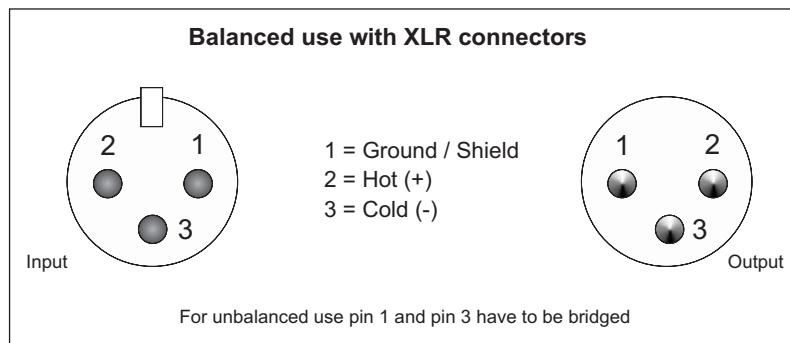 Balanced use with XLR connectors
2
1
3
Input
1 = Ground / Shield
2 = Hot (+)
3 = Cold (-)
1
2
3
Output
For unbalanced use pin 1 and pin 3 have to be bridged